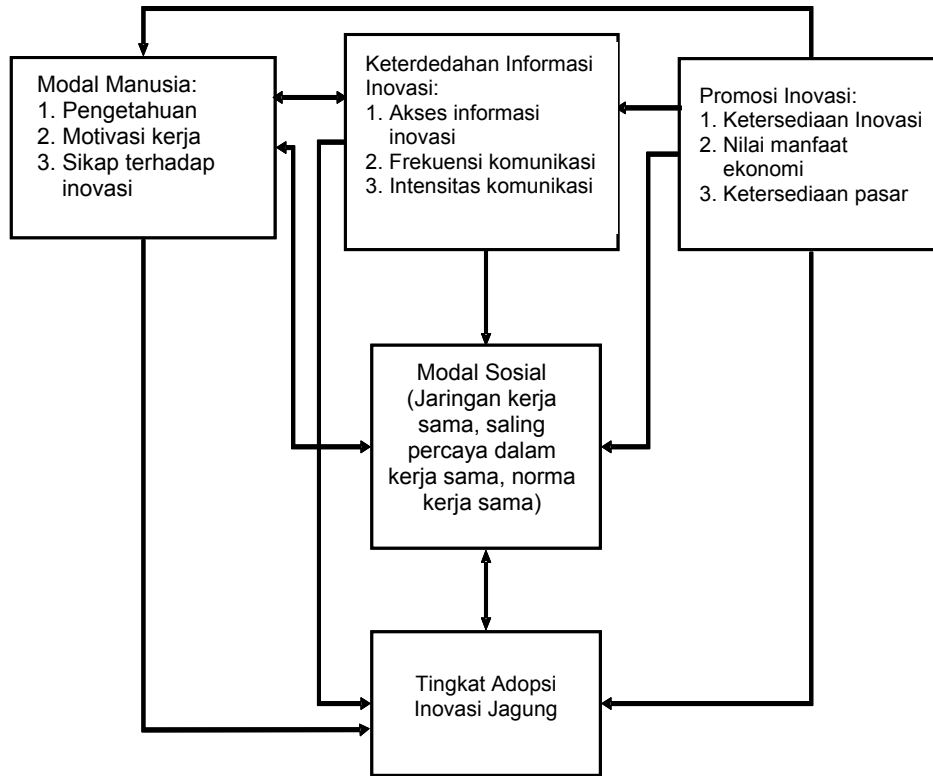 Modal Manusia:
1. Pengetahuan
2. Motivasi kerja
3. Sikap terhadap
inovasi
Keterdedahan Informasi
Inovasi:
1. Akses informasi
inovasi
2. Frekuensi komunikasi
3. Intensitas komunikasi
Promosi Inovasi:
1. Ketersediaan Inovasi
2. Nilai manfaat
ekonomi
3. Ketersediaan pasar
Modal Sosial
(Jaringan kerja
sama, saling
percaya dalam
kerja sama, norma
kerja sama)
Tingkat Adopsi
Inovasi Jagung